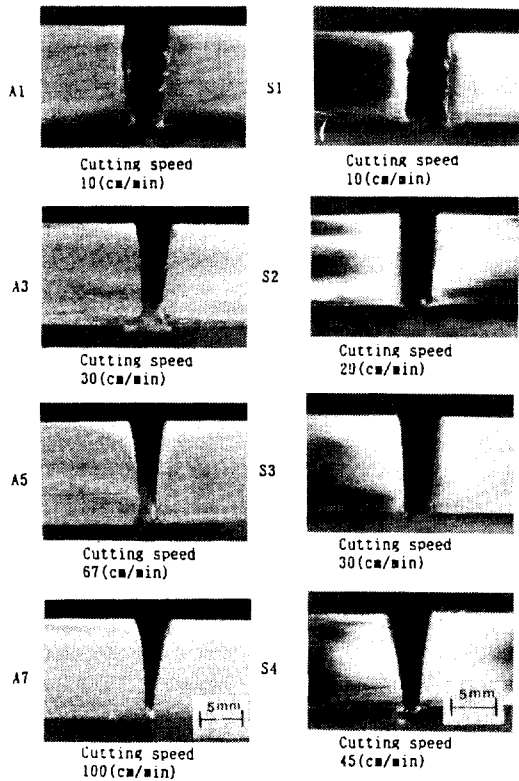 A1
S1
Cutting speed
10(cm/min)
Cutting speed
10(cm/min)
A3
S2
Cutting speed
30(cm/min)
Cutting speed
20(cm/min)
A5
S3
Cutting speed
67(cm/min)
Cutting speed
30(cm/min)
A7
S4
5mm
5mm
Cutting speed
100(cm/min)
Cutting speed
45(cm/min)